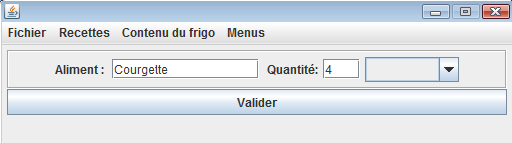 Fichier Recettes Contenu du frigo Menus
Aliment : Courgette Quantité: 4
Valider